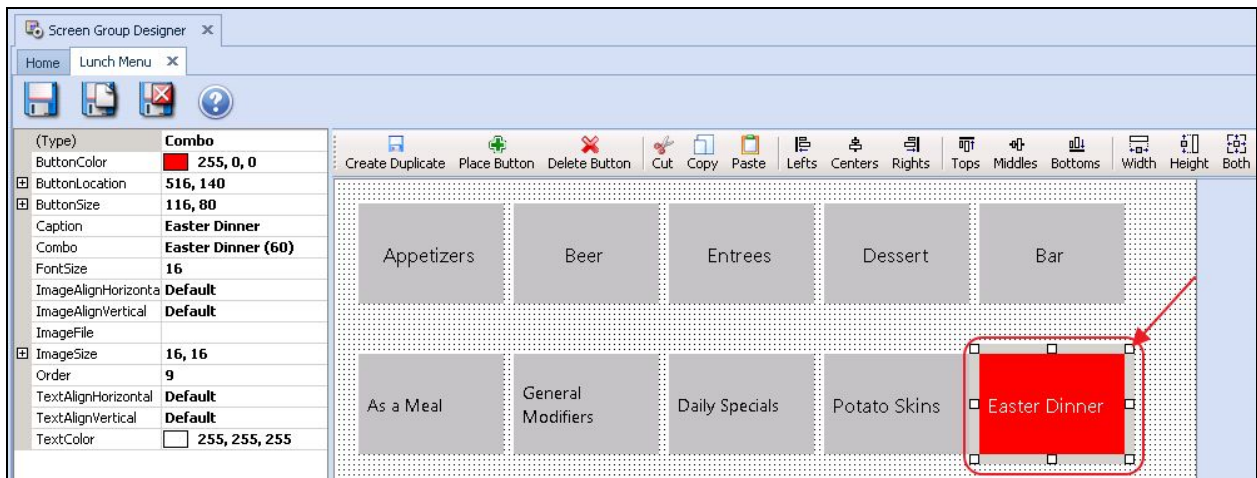 Screen Group Designer
Home Lunch Menu
(Type) Combo
ButtonColor 255, 0, 0
ButtonLocation 516, 140
ButtonSize 116, 80
Caption Easter Dinner
Combo Easter Dinner (60)
FontSize 16
ImageAlignHorizonta Default
ImageAlignVertical Default
ImageFile
ImageSize 16, 16
Order 9
TextAlignHorizontal Default
TextAlignVertical Default
TextColor 255, 255, 255
Create Duplicate Place Button Delete Button Cut Copy Paste Lefts Centers Rights Tops Middles Bottoms Width Height Both
Appetizers Beer Entrees Dessert Bar
As a Meal General Modifiers Daily Specials Potato Skins Easter Dinner